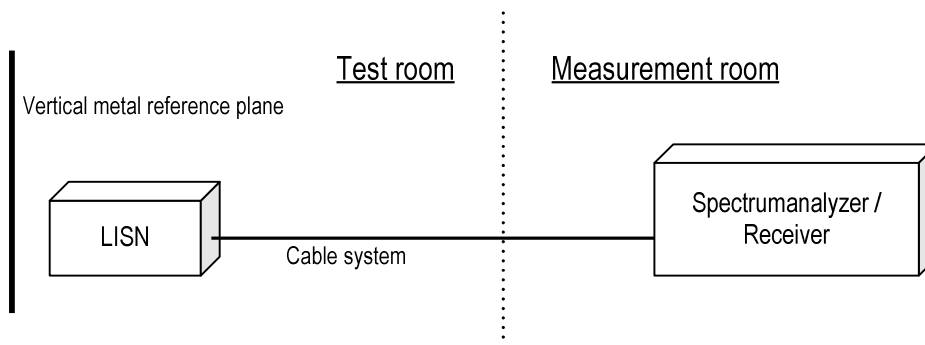 Test room
Measurement room
Vertical metal reference plane
LISN
Cable system
Spectrumanalyzer /
Receiver